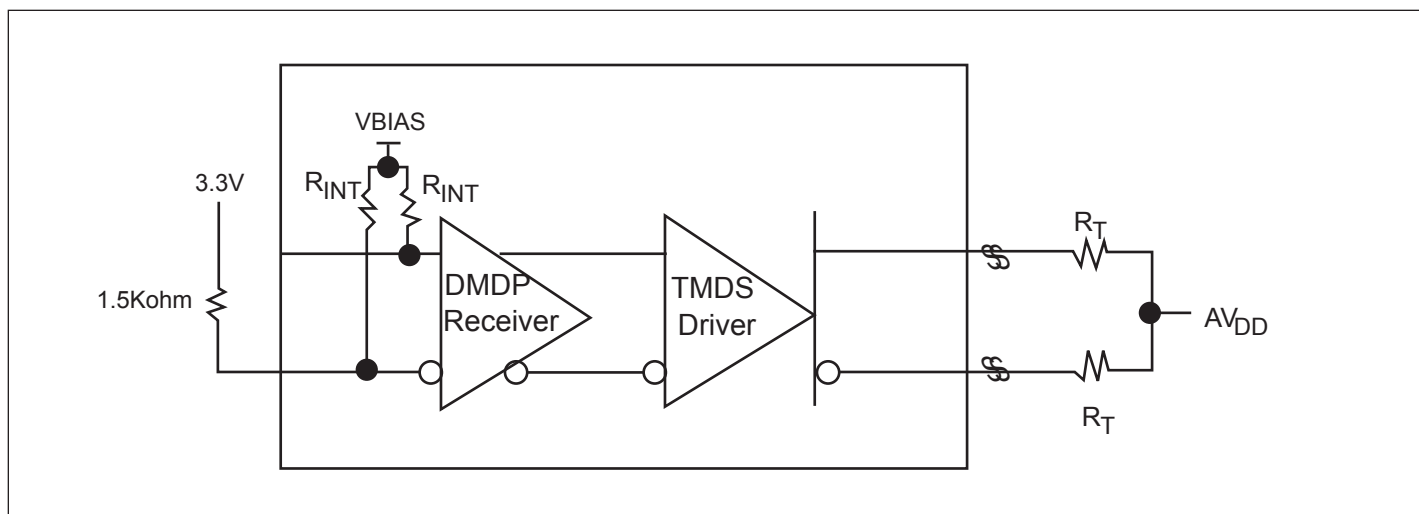 VBIAS
3.3V
RINT
RINT
RT
1.5Kohm
DMDP
Receiver
TMDS
Driver
AVDD
RT